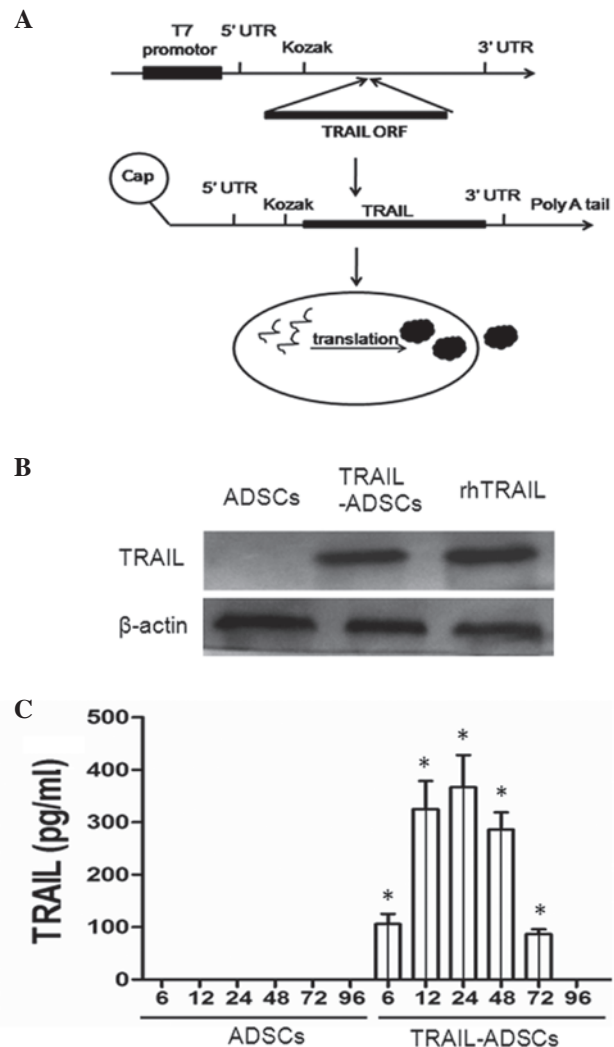 A
T7
promotor
5' UTR
Kozak
3' UTR
TRAIL ORF
Cap
5' UTR
Kozak
TRAIL
3' UTR
Poly A tail
translation
B
ADSCs
TRAIL
-ADSCs
rhTRAIL
TRAIL
β-actin
C
TRAIL (pg/ml)
500
400
300
200
100
0
* * * * *
6 12 24 48 72 96 6 12 24 48 72 96
ADSCs TRAIL-ADSCs